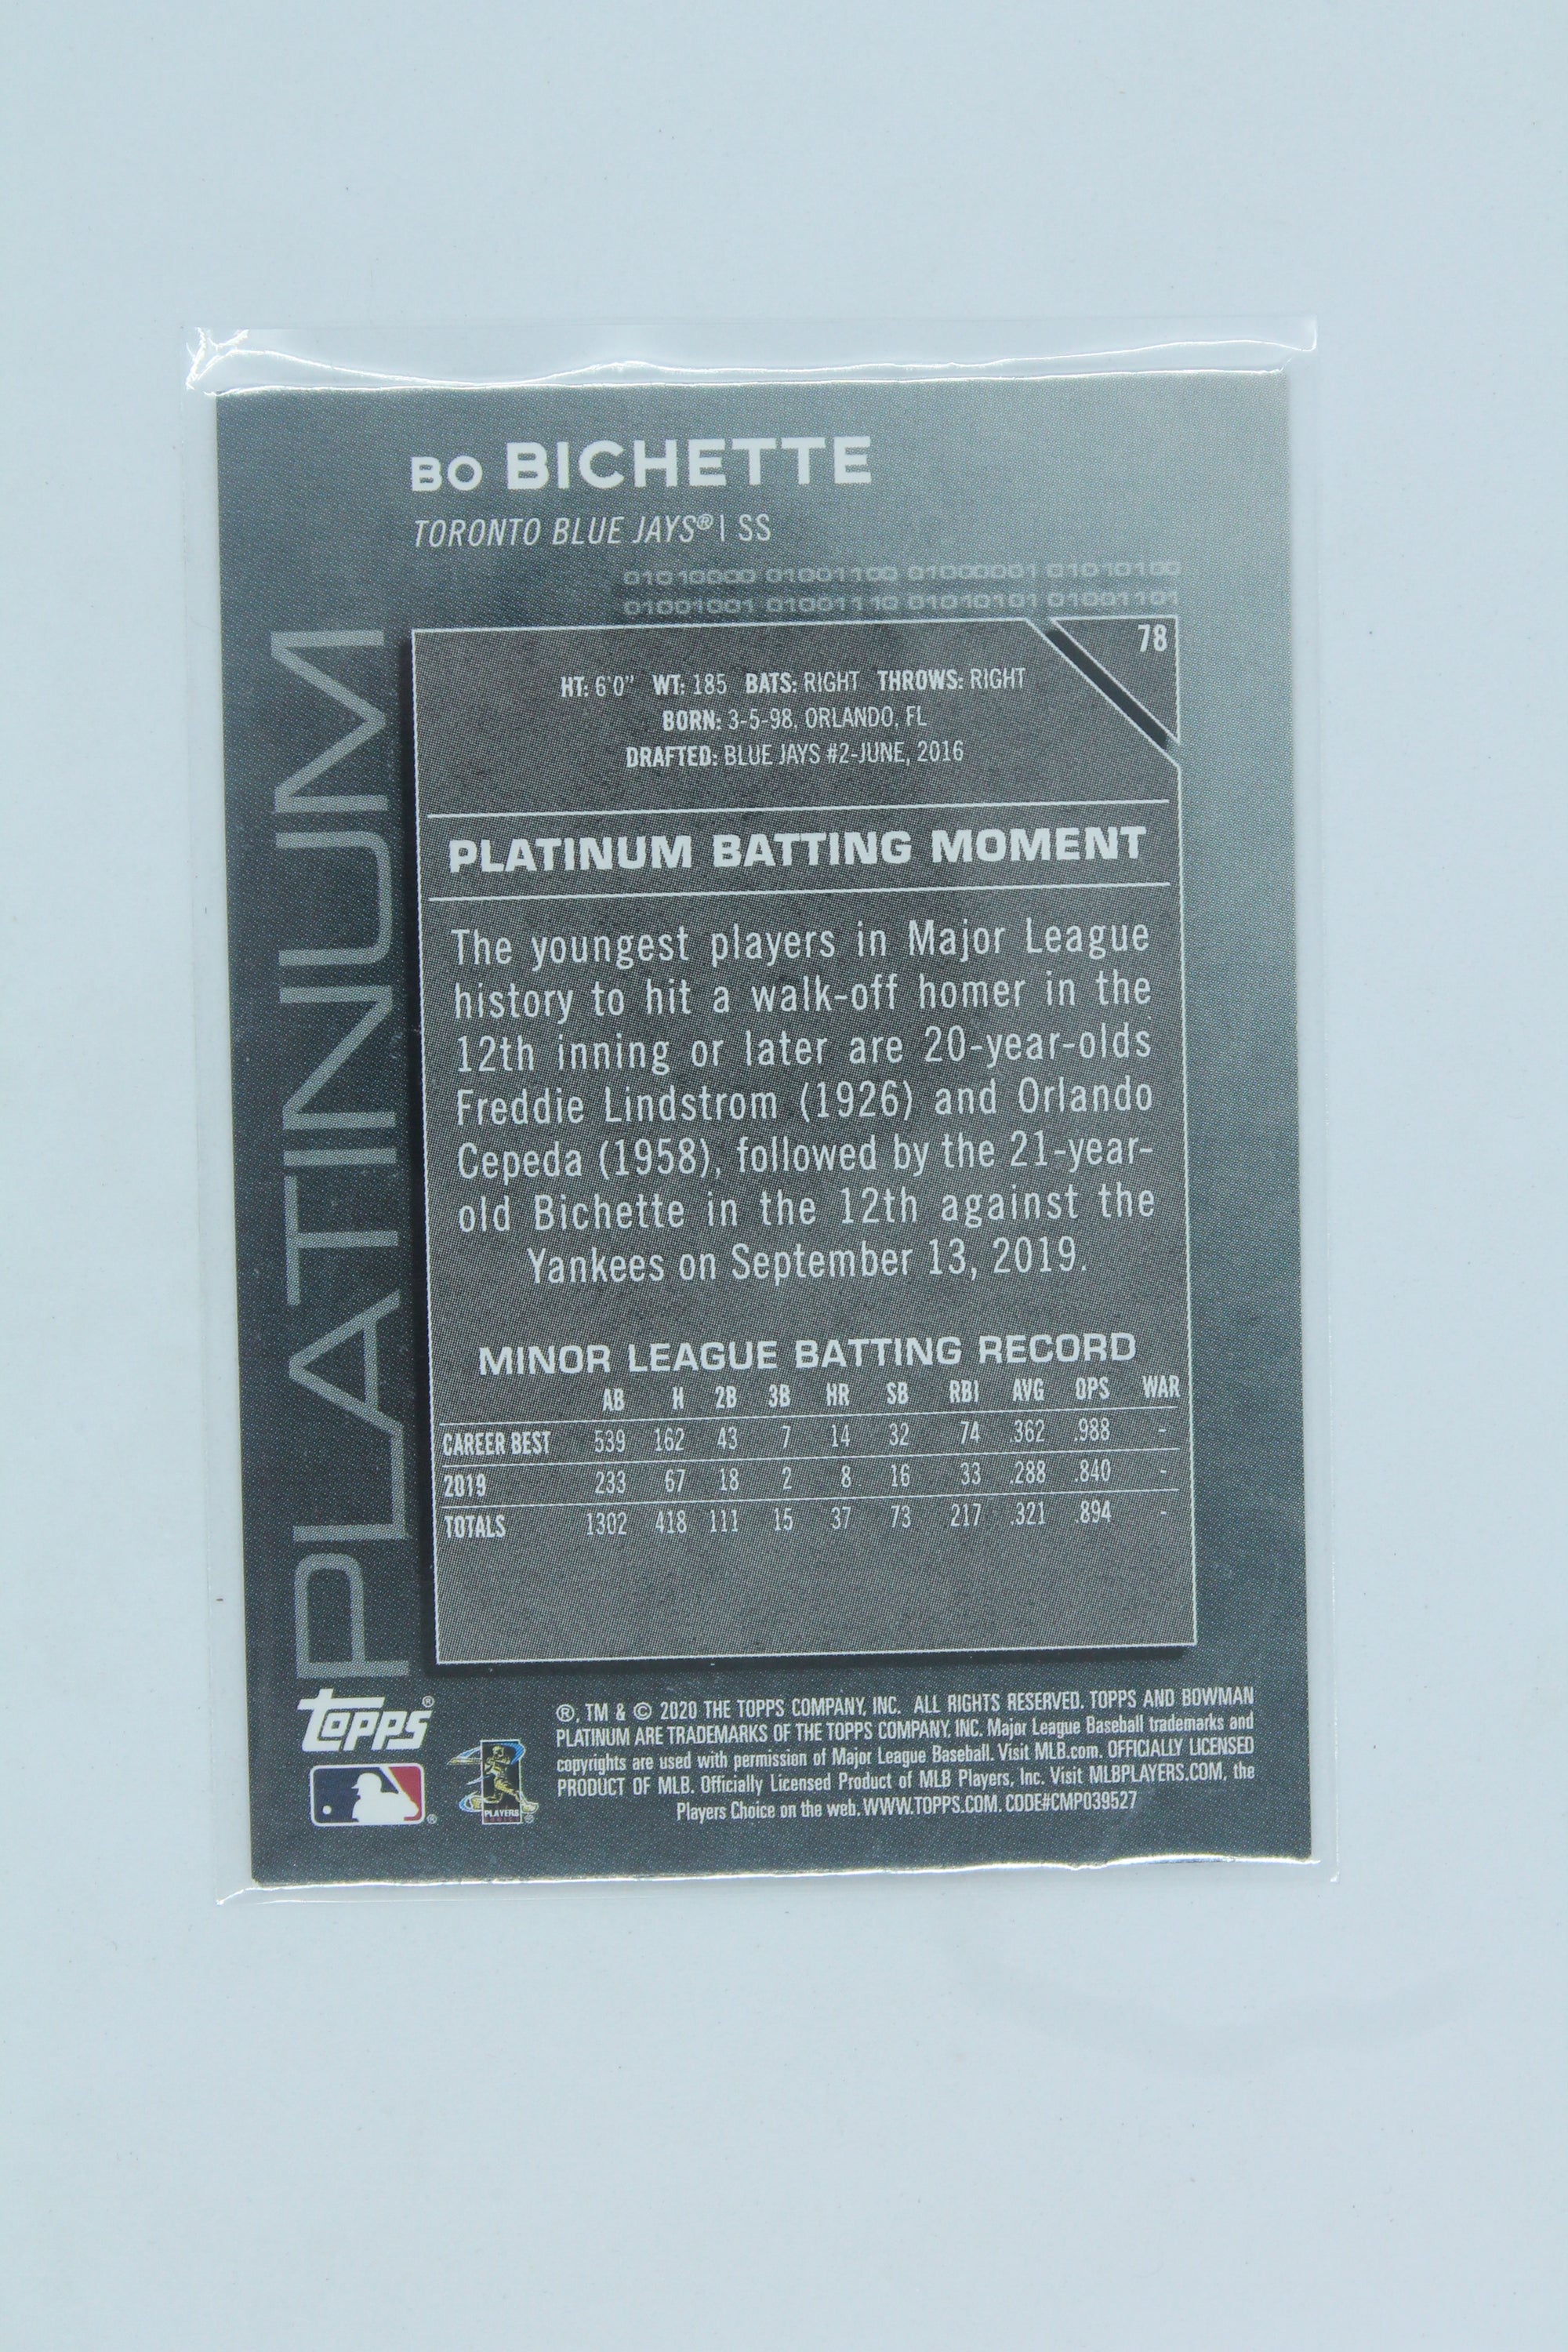 BO BICHETTE
TORONTO BLUE JAYS® | SS
01010000 01001100 01000001 01010100
01001001 01001110 01010101 01001101
PLATINUM
78
HT: 6'0" WT: 185 BATS: RIGHT THROWS: RIGHT
BORN: 3-5-98, ORLANDO, FL
DRAFTED: BLUE JAYS #2-JUNE, 2016
PLATINUM BATTING MOMENT
The youngest players in Major League
history to hit a walk-off homer in the
12th inning or later are 20-year-olds
Freddie Lindstrom (1926) and Orlando
Cepeda (1958), followed by the 21-year-
old Bichette in the 12th against the
Yankees on September 13, 2019.
MINOR LEAGUE BATTING RECORD
AB H 2B 3B HR SB RBI AVG OPS WAR
CAREER BEST 539 162 43 7 14 32 74 .362 .988 -
2019 233 67 18 2 8 16 33 .288 .840 -
TOTALS 1302 418 111 15 37 73 217 .321 .894 -
topps®
®, TM & © 2020 THE TOPPS COMPANY, INC. ALL RIGHTS RESERVED. TOPPS AND BOWMAN
PLATINUM ARE TRADEMARKS OF THE TOPPS COMPANY, INC. Major League Baseball trademarks and
copyrights are used with permission of Major League Baseball. Visit MLB.com. OFFICIALLY LICENSED
PRODUCT OF MLB. Officially Licensed Product of MLB Players, Inc. Visit MLBPLAYERS.COM, the
Players Choice on the web. WWW.TOPPS.COM. CODE#CMP039527
PLAYERS